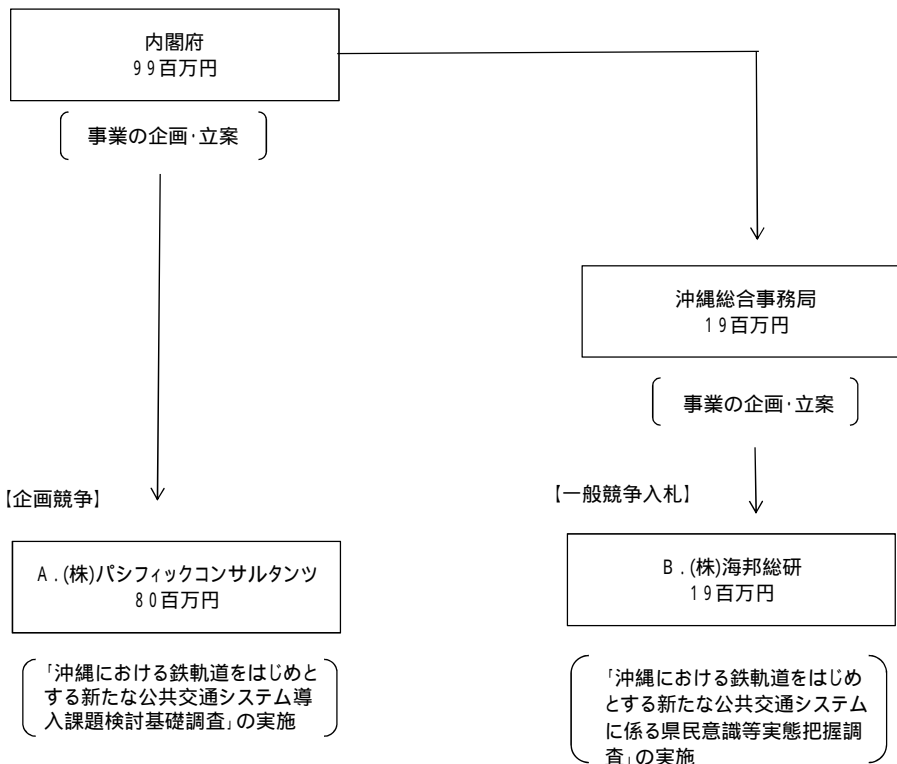 内閣府
99百万円
事業の企画・立案
沖縄総合事務局
19百万円
事業の企画・立案
【企画競争】
【一般競争入札】
A.(株)パシフィックコンサルタンツ
80百万円
B.(株)海邦総研
19百万円
「沖縄における鉄軌道をはじめと
する新たな公共交通システム導
入課題検討基礎調査」の実施
「沖縄における鉄軌道をはじめ
とする新たな公共交通システム
に係る県民意識等実態把握調
査」の実施